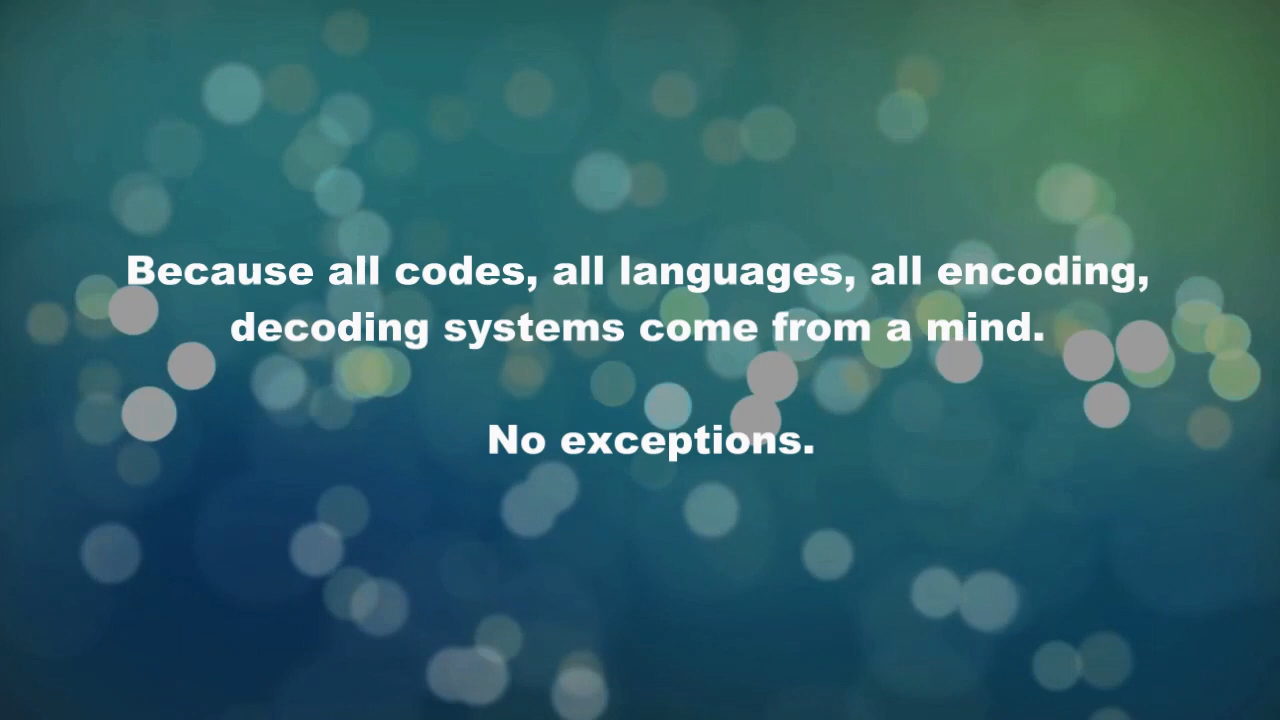 Because all codes, all languages, all encoding,
decoding systems come from a mind.
No exceptions.